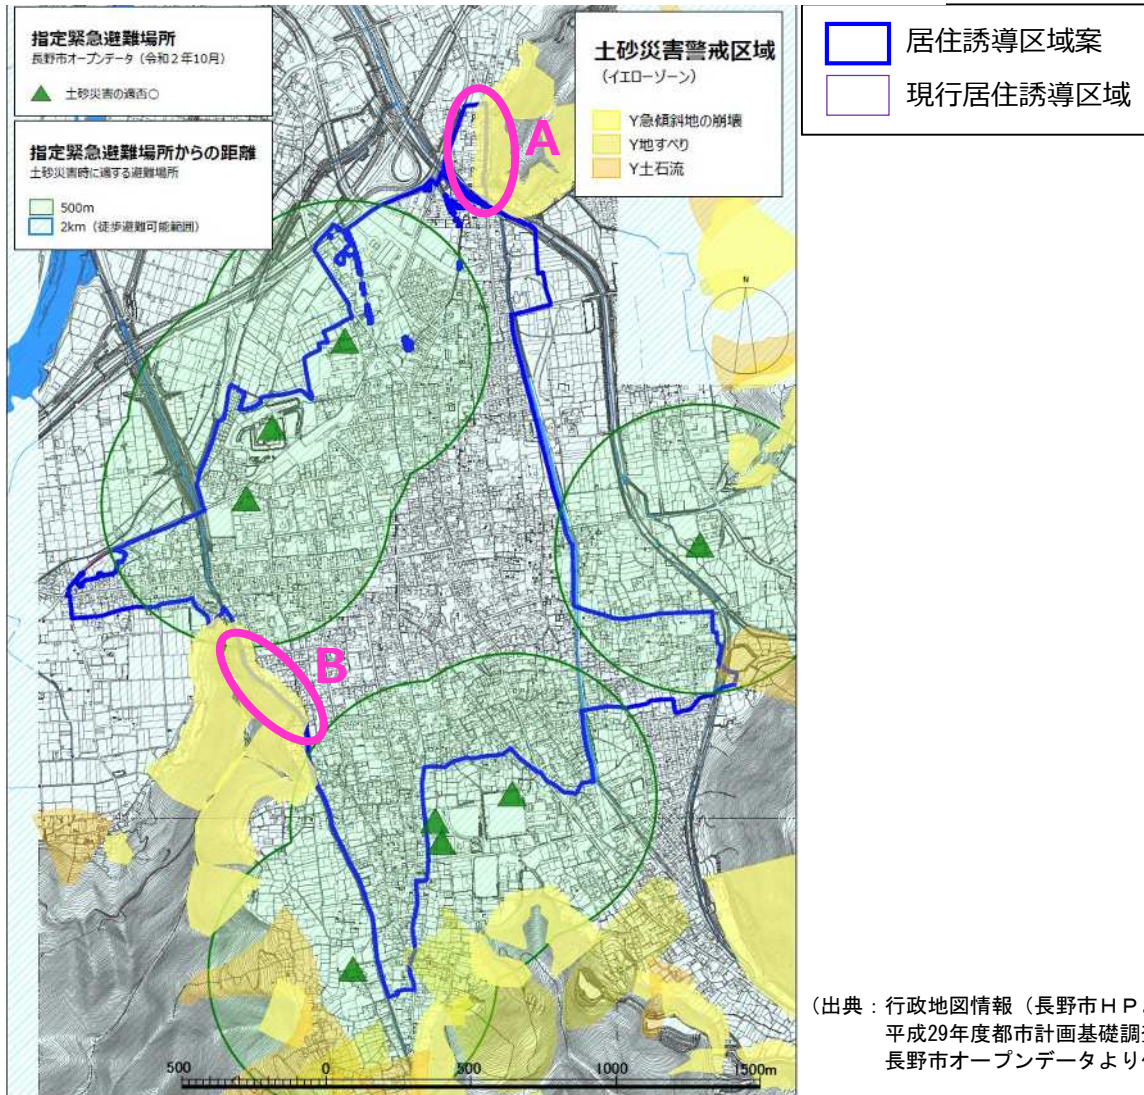 指定緊急避難場所
長野市オープンデータ（令和２年10月）
土砂災害の適否○
指定緊急避難場所からの距離
土砂災害時に適する避難場所
500m
2km（徒歩避難可能範囲）
土砂災害警戒区域
（イエローゾーン）
Y急傾斜地の崩壊
Y地すべり
Y土石流
居住誘導区域案
現行居住誘導区域
A
N
B
500 0 500 1000 1500m
（出典：行政地図情報（長野市ＨＰ
平成29年度都市計画基礎調査
長野市オープンデータより